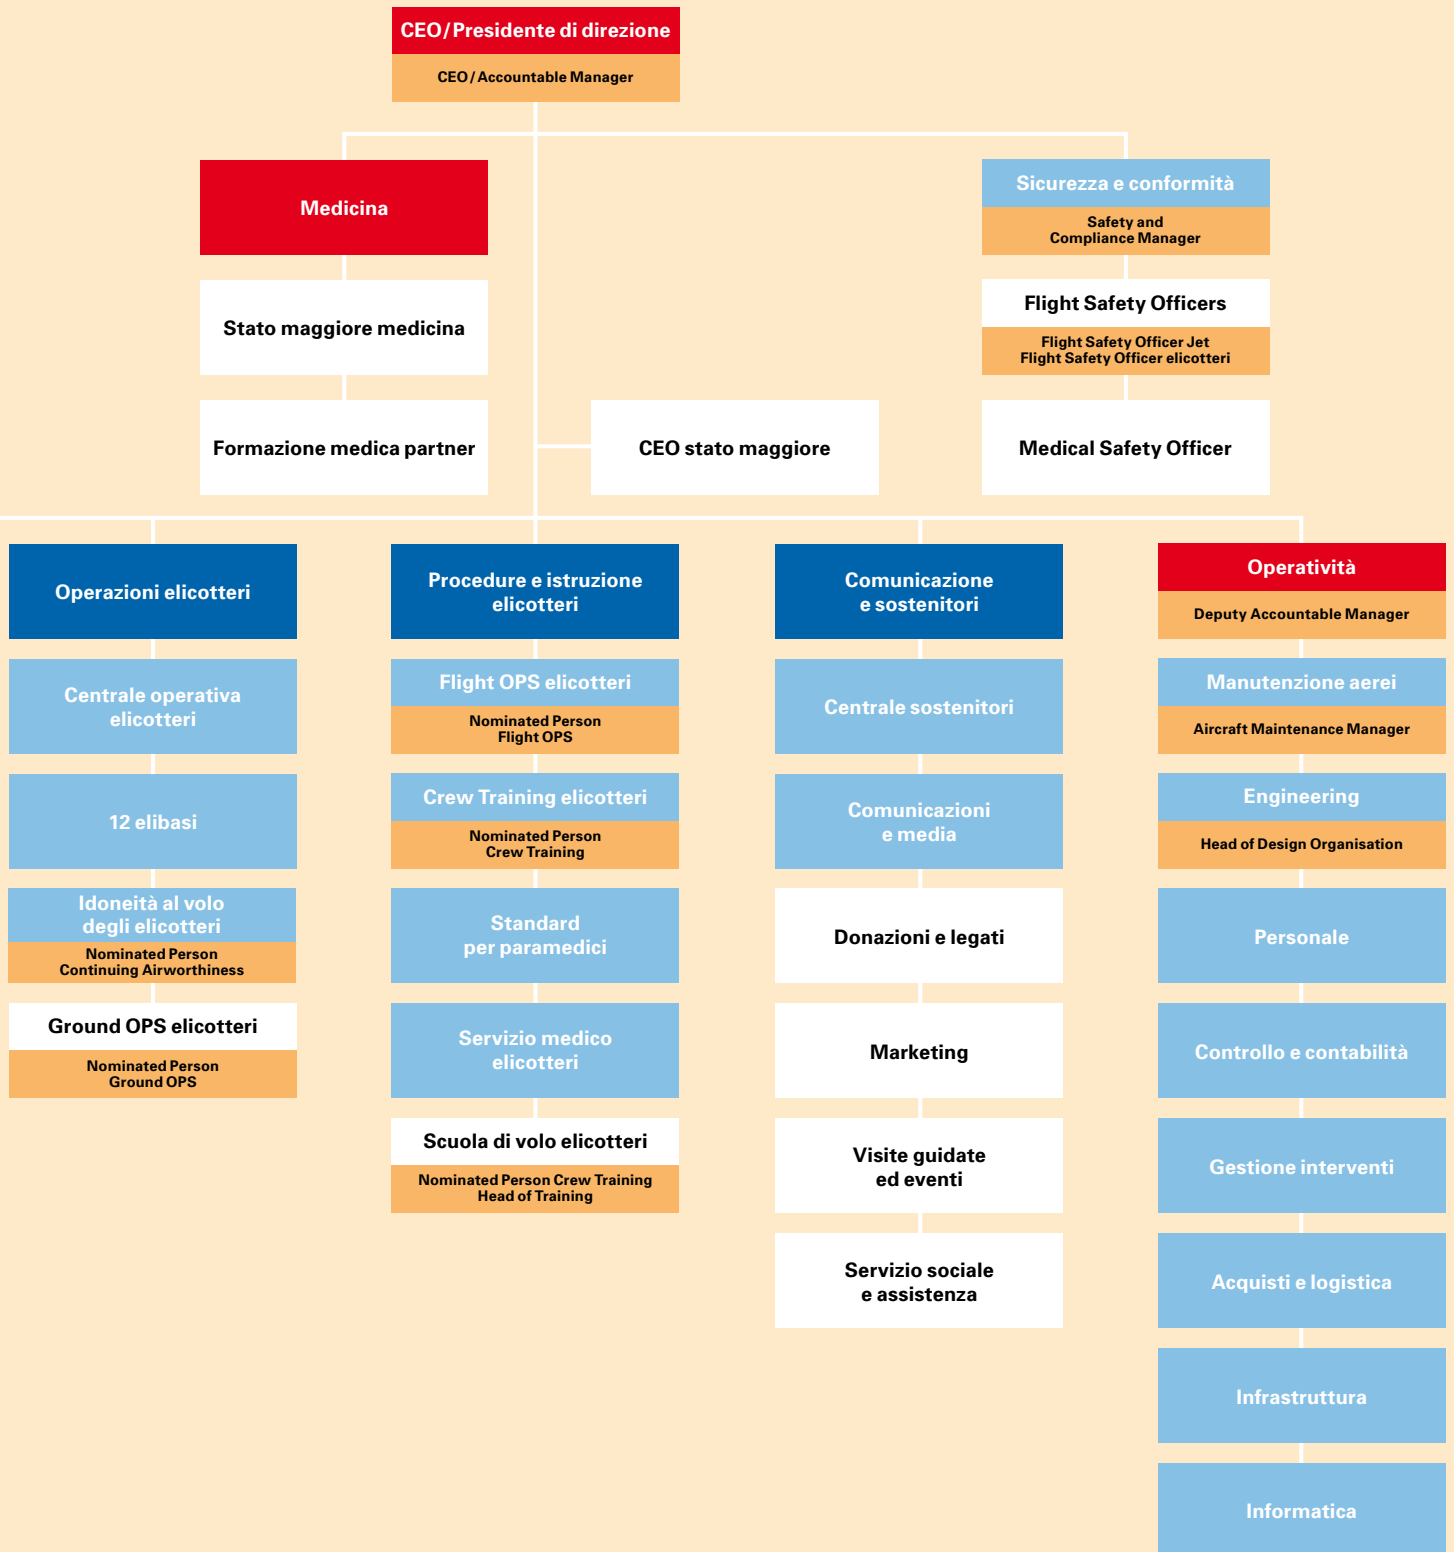 CEO/Presidente di direzione
CEO/Accountable Manager
Medicina
Stato maggiore medicina
Formazione medica partner
CEO stato maggiore
Sicurezza e conformità
Safety and
Compliance Manager
Flight Safety Officers
Flight Safety Officer Jet
Flight Safety Officer elicotteri
Medical Safety Officer
Operazioni elicotteri
Centrale operativa
elicotteri
12 elibasi
Idoneità al volo
degli elicotteri
Nominated Person
Continuing Airworthiness
Ground OPS elicotteri
Nominated Person
Ground OPS
Procedure e istruzione
elicotteri
Flight OPS elicotteri
Nominated Person
Flight OPS
Crew Training elicotteri
Nominated Person
Crew Training
Standard
per paramedici
Servizio medico
elicotteri
Scuola di volo elicotteri
Nominated Person Crew Training
Head of Training
Comunicazione
e sostenitori
Centrale sostenitori
Comunicazioni
e media
Donazioni e legati
Marketing
Visite guidate
ed eventi
Servizio sociale
e assistenza
Operatività
Deputy Accountable Manager
Manutenzione aerei
Aircraft Maintenance Manager
Engineering
Head of Design Organisation
Personale
Controllo e contabilità
Gestione interventi
Acquisti e logistica
Infrastruttura
Informatica